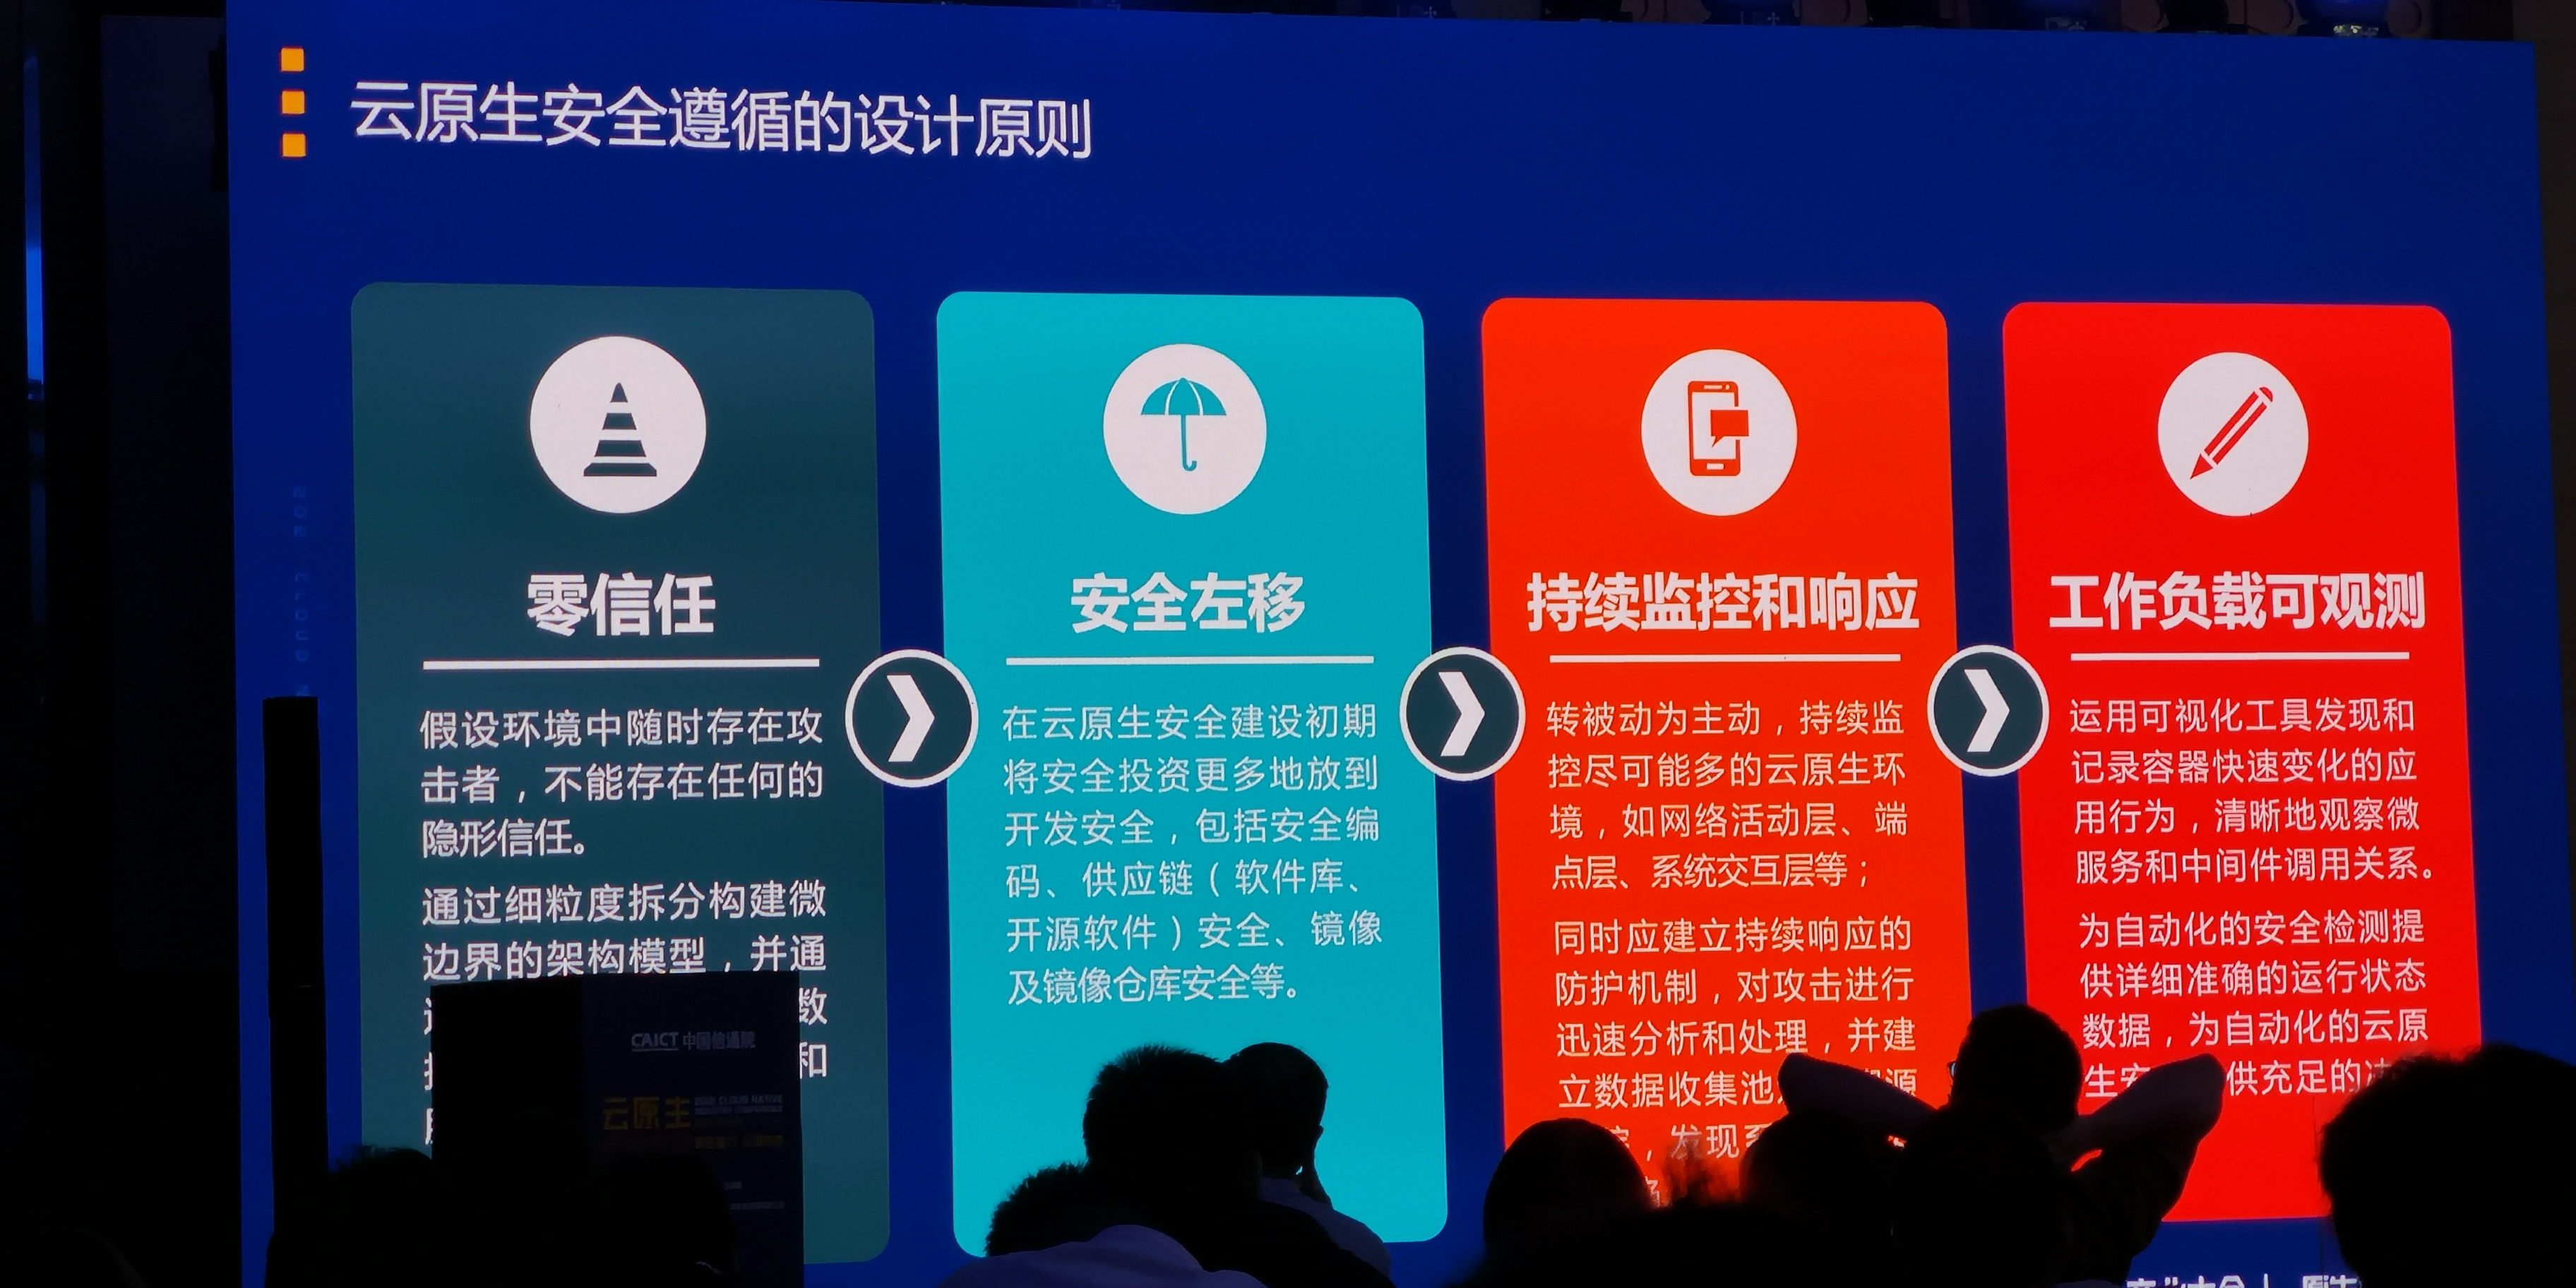 云原生安全遵循的设计原则
零信任
假设环境中随时存在攻
击者，不能存在任何的
隐形信任。
通过细粒度拆分构建微
边界的架构模型，并通
数
和
安全左移
在云原生安全建设初期
将安全投资更多地放到
开发安全，包括安全编
码、供应链（软件库、
开源软件）安全、镜像
及镜像仓库安全等。
持续监控和响应
转被动为主动，持续监
控尽可能多的云原生环
境，如网络活动层、端
点层、系统交互层等；
同时应建立持续响应的
防护机制，对攻击进行
迅速分析和处理，并建
立数据收集池 源
，发现
工作负载可观测
运用可视化工具发现和
记录容器快速变化的应
用行为，清晰地观察微
服务和中间件调用关系。
为自动化的安全检测提
供详细准确的运行状态
数据，为自动化的云原
生安 供充足的
CAICT 中国信通院
云原生